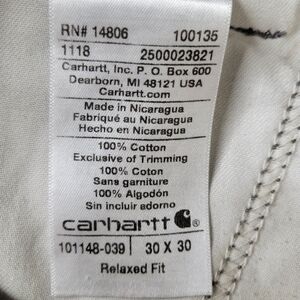 RN# 14806 100135
1118 2500023821
Carhartt, Inc. P. O. Box 600
Dearborn, MI 48121 USA
Carhartt.com
Made in Nicaragua
Fabriqué au Nicaragua
Hecho en Nicaragua
100% Cotton
Exclusive of Trimming
100% Coton
Sans garniture
100% Algodón
Sin incluir adorno
carhartt
101148-039 30 X 30
Relaxed Fit